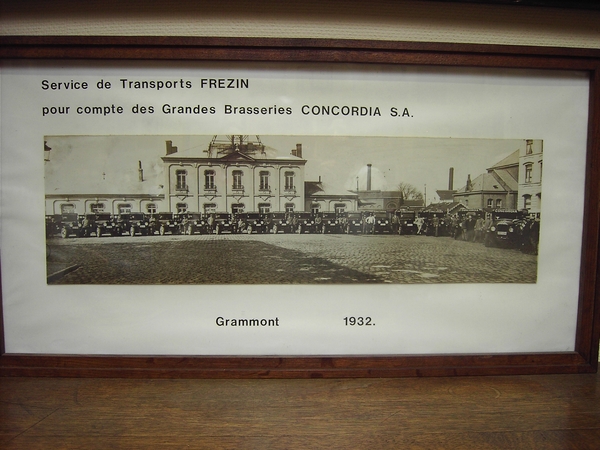 Service de Transports FREZIN
pour compte des Grandes Brasseries CONCORDIA S.A.
Grammont 1932.